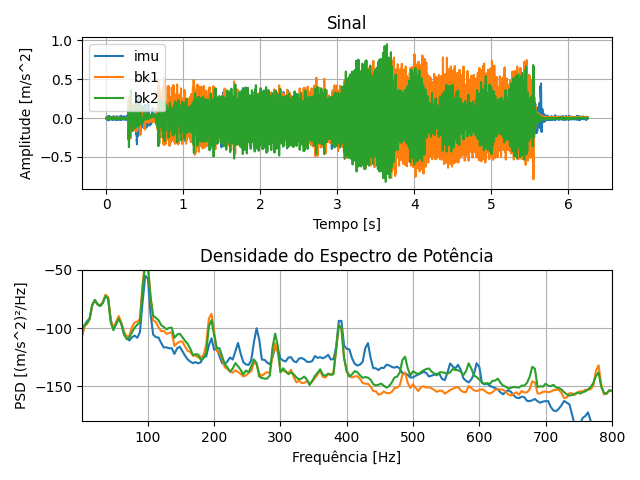 Sinal
1.0
0.5
0.0
−0.5
Amplitude [m/s^2]
imu
bk1
bk2
0 1 2 3 4 5 6
Tempo [s]
Densidade do Espectro de Potência
−50
−100
−150
PSD [(m/s^2)²/Hz]
100 200 300 400 500 600 700 800
Frequência [Hz]